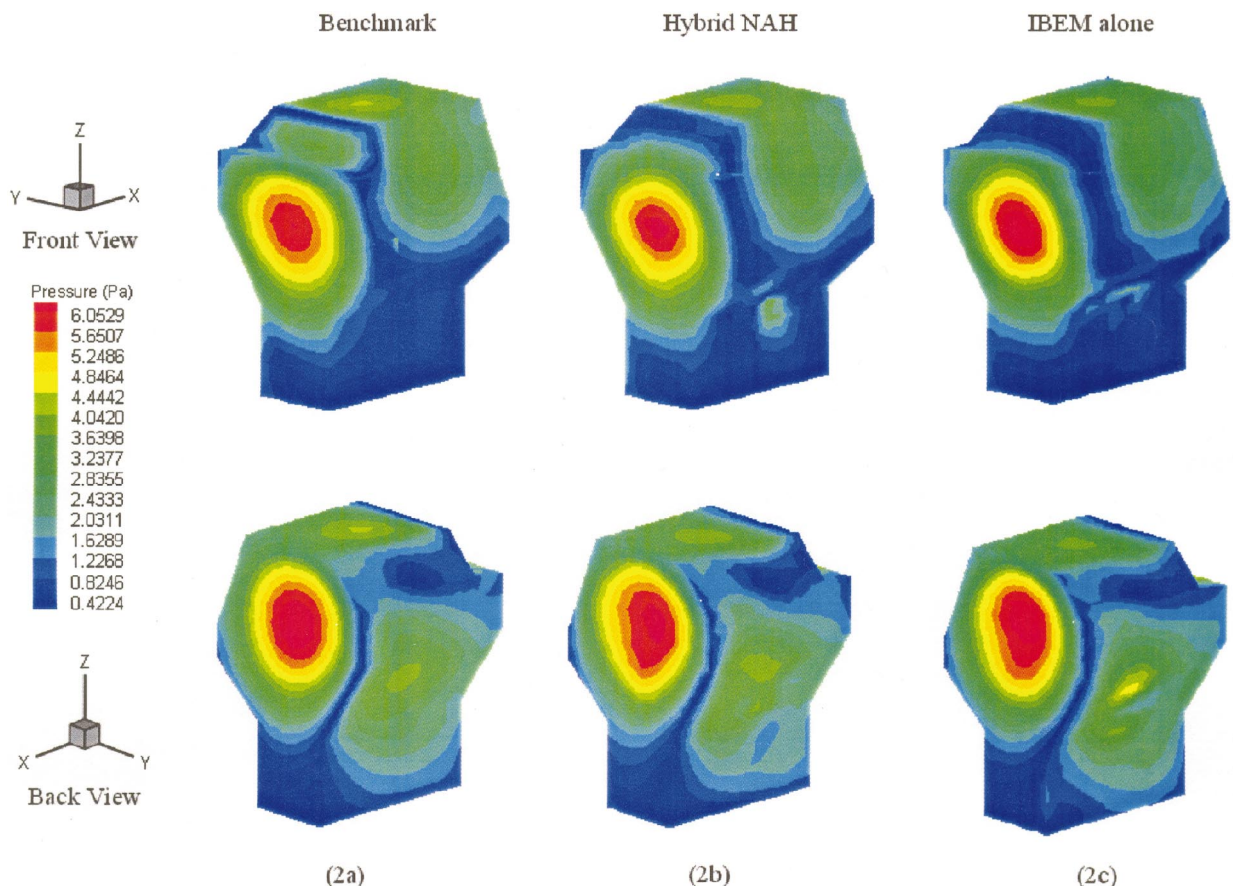 Benchmark
Hybrid NAH
IBEM alone
Z
Y
X
Front View
Pressure (Pa)
6.0529
5.6507
5.2486
4.8464
4.4442
4.0420
3.6398
3.2377
2.8355
2.4333
2.0311
1.6289
1.2268
0.8246
0.4224
Z
X
Y
Back View
(2a)
(2b)
(2c)